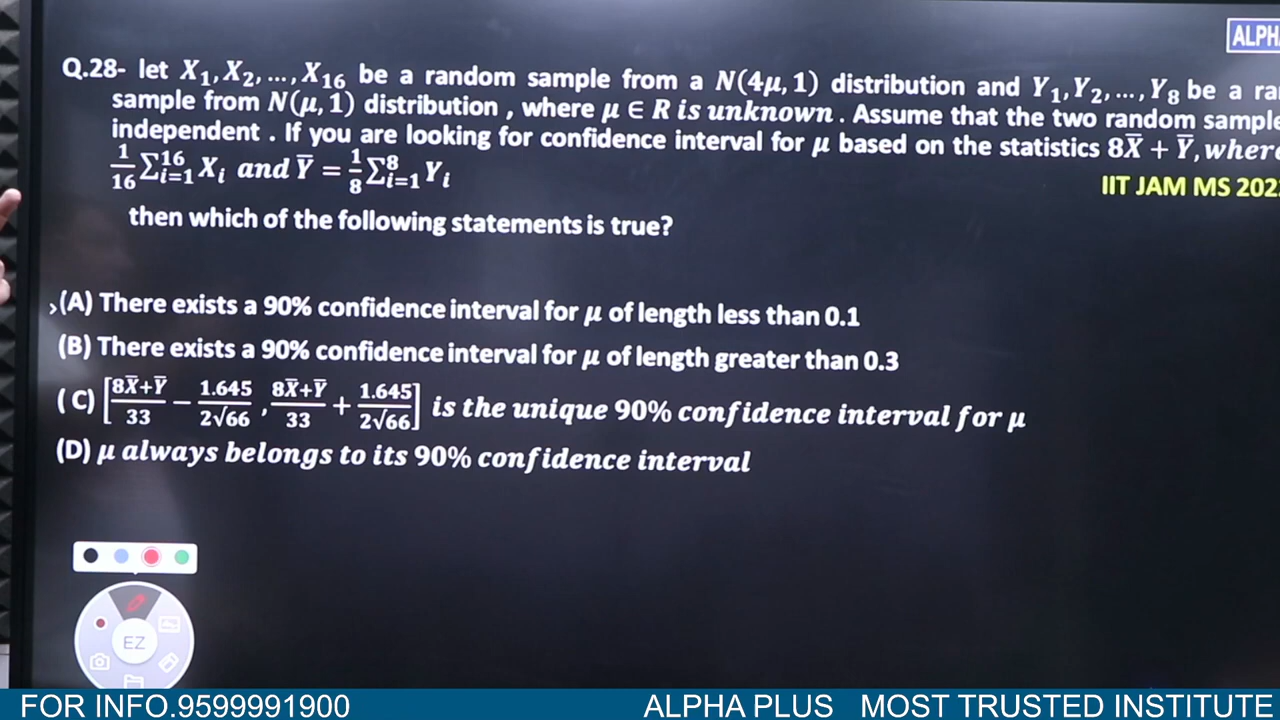 ALPH
Q.28- let X₁, X₂, ..., X₁₆ be a random sample from a N(4μ, 1) distribution and Y₁, Y₂, ..., Y₈ be a ra
sample from N(μ, 1) distribution , where μ ∈ R is unknown . Assume that the two random sample
independent . If you are looking for confidence interval for μ based on the statistics 8X̅ + Y̅, where
1/16 ∑¹⁶ᵢ₌₁ Xᵢ and Y̅ = 1/8 ∑⁸ᵢ₌₁ Yᵢ
IIT JAM MS 202
then which of the following statements is true?
(A) There exists a 90% confidence interval for μ of length less than 0.1
(B) There exists a 90% confidence interval for μ of length greater than 0.3
( C) [(8X̅+Y̅)/33 − 1.645/(2√66) , (8X̅+Y̅)/33 + 1.645/(2√66)] is the unique 90% confidence interval for μ
(D) μ always belongs to its 90% confidence interval
EZ
FOR INFO.9599991900 ALPHA PLUS MOST TRUSTED INSTITUTE